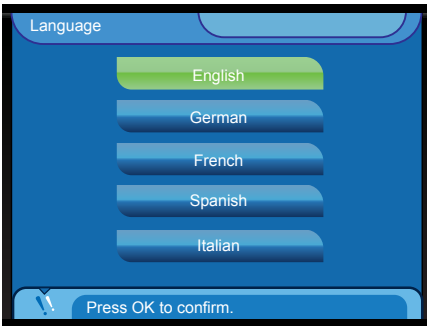 Language
English
German
French
Spanish
Italian
Press OK to confirm.